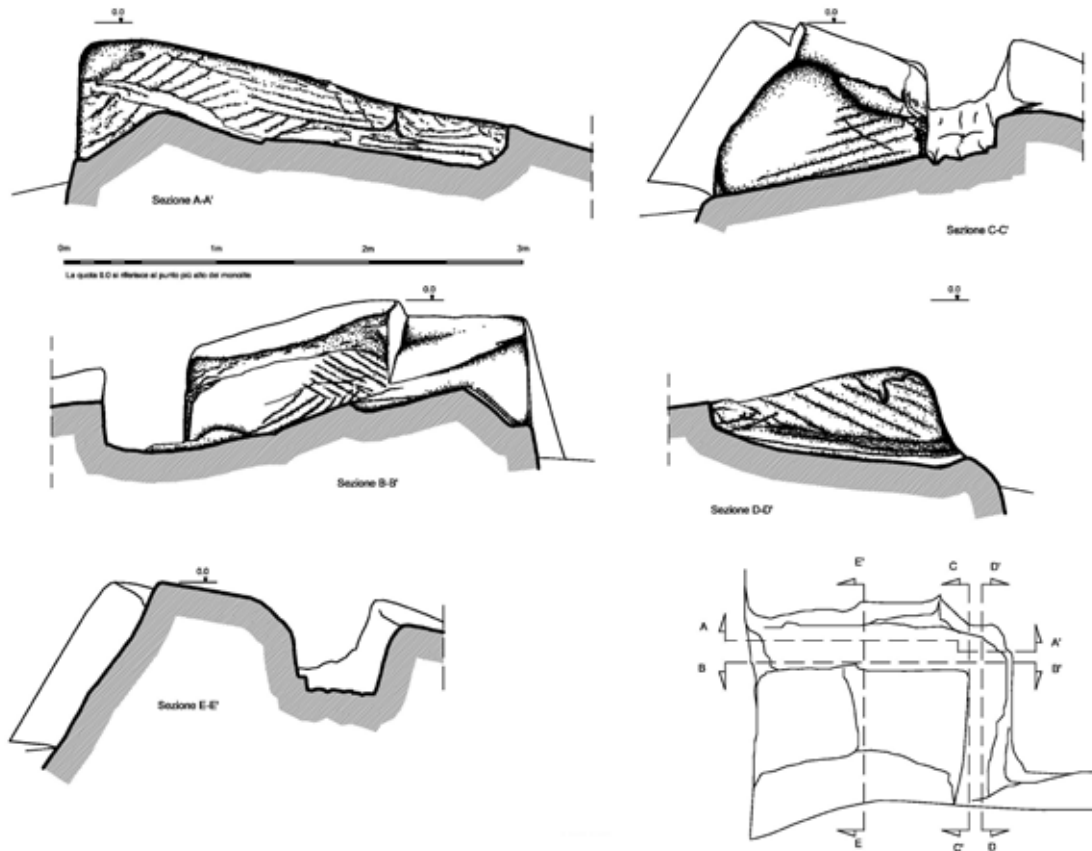 0.0
0.0
Sezione A-A'
Sezione C-C'
0m 1m 2m 3m
La quota 0.0 si riferisce al punto più alto del monolite
0.0
0.0
Sezione B-B'
Sezione D-D'
0.0
Sezione E-E'
E' C D'
A A'
B B'
E C' D